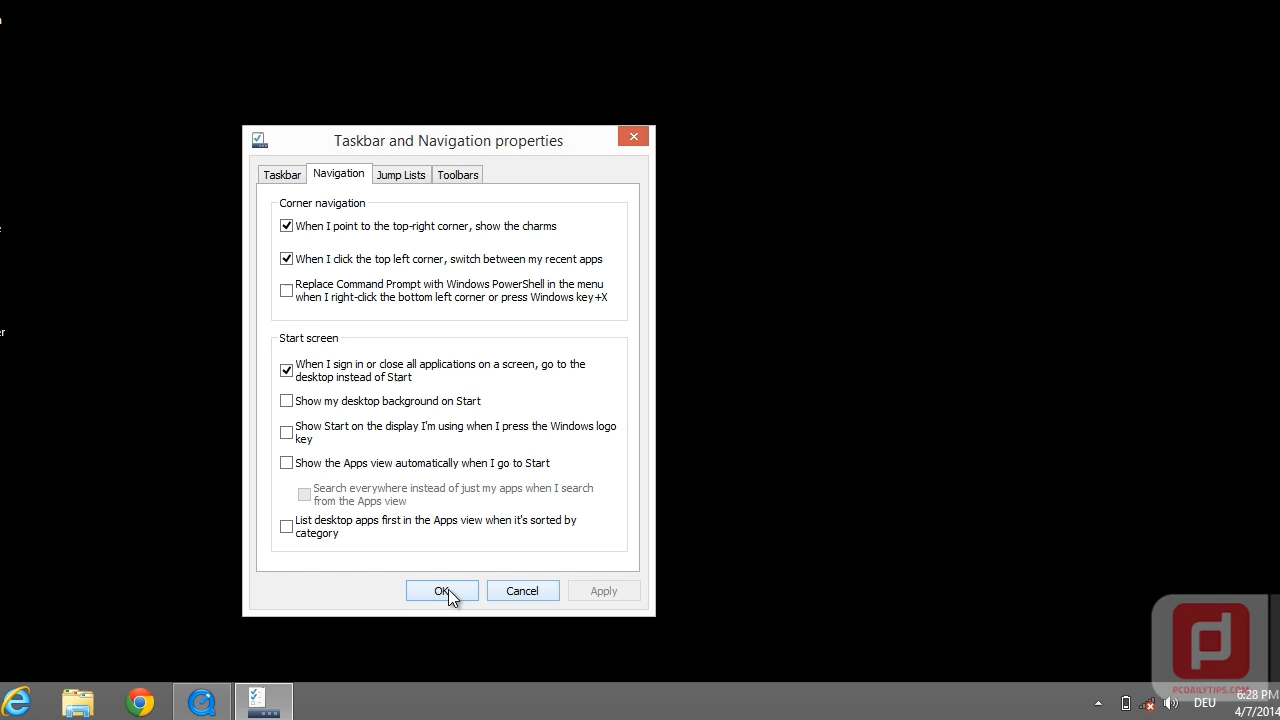 Taskbar and Navigation properties
Taskbar
Navigation
Jump Lists
Toolbars
Corner navigation
When I point to the top-right corner, show the charms
When I click the top left corner, switch between my recent apps
Replace Command Prompt with Windows PowerShell in the menu
when I right-click the bottom left corner or press Windows key+X
Start screen
When I sign in or close all applications on a screen, go to the
desktop instead of Start
Show my desktop background on Start
Show Start on the display I'm using when I press the Windows logo
key
Show the Apps view automatically when I go to Start
Search everywhere instead of just my apps when I search
from the Apps view
List desktop apps first in the Apps view when it's sorted by
category
OK
Cancel
Apply
PCDAILYTIPS.COM
DEU
6:28 PM
4/7/2014